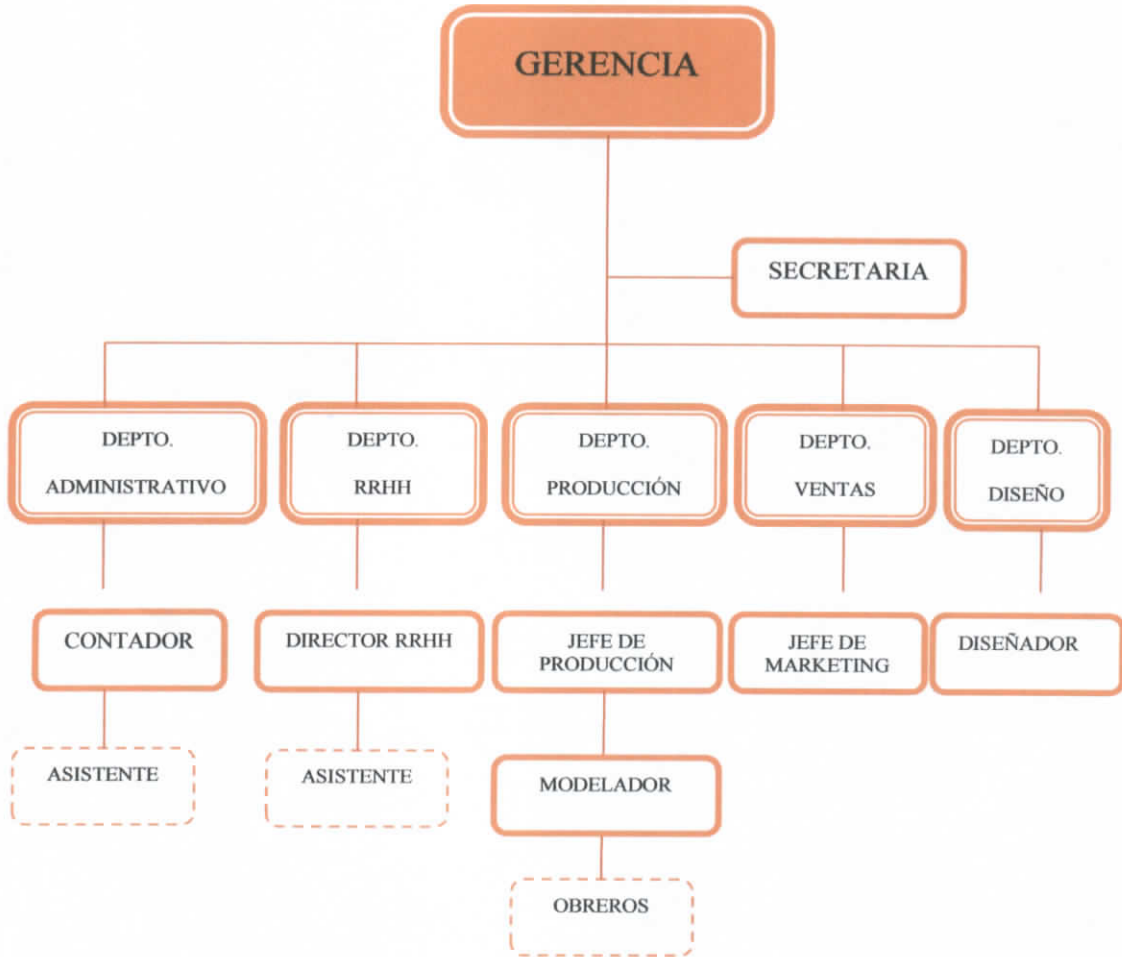 GERENCIA
SECRETARIA
DEPTO.
ADMINISTRATIVO
DEPTO.
RRHH
DEPTO.
PRODUCCIÓN
DEPTO.
VENTAS
DEPTO.
DISEÑO
CONTADOR
DIRECTOR RRHH
JEFE DE
PRODUCCIÓN
JEFE DE
MARKETING
DISEÑADOR
ASISTENTE
ASISTENTE
MODELADOR
OBREROS